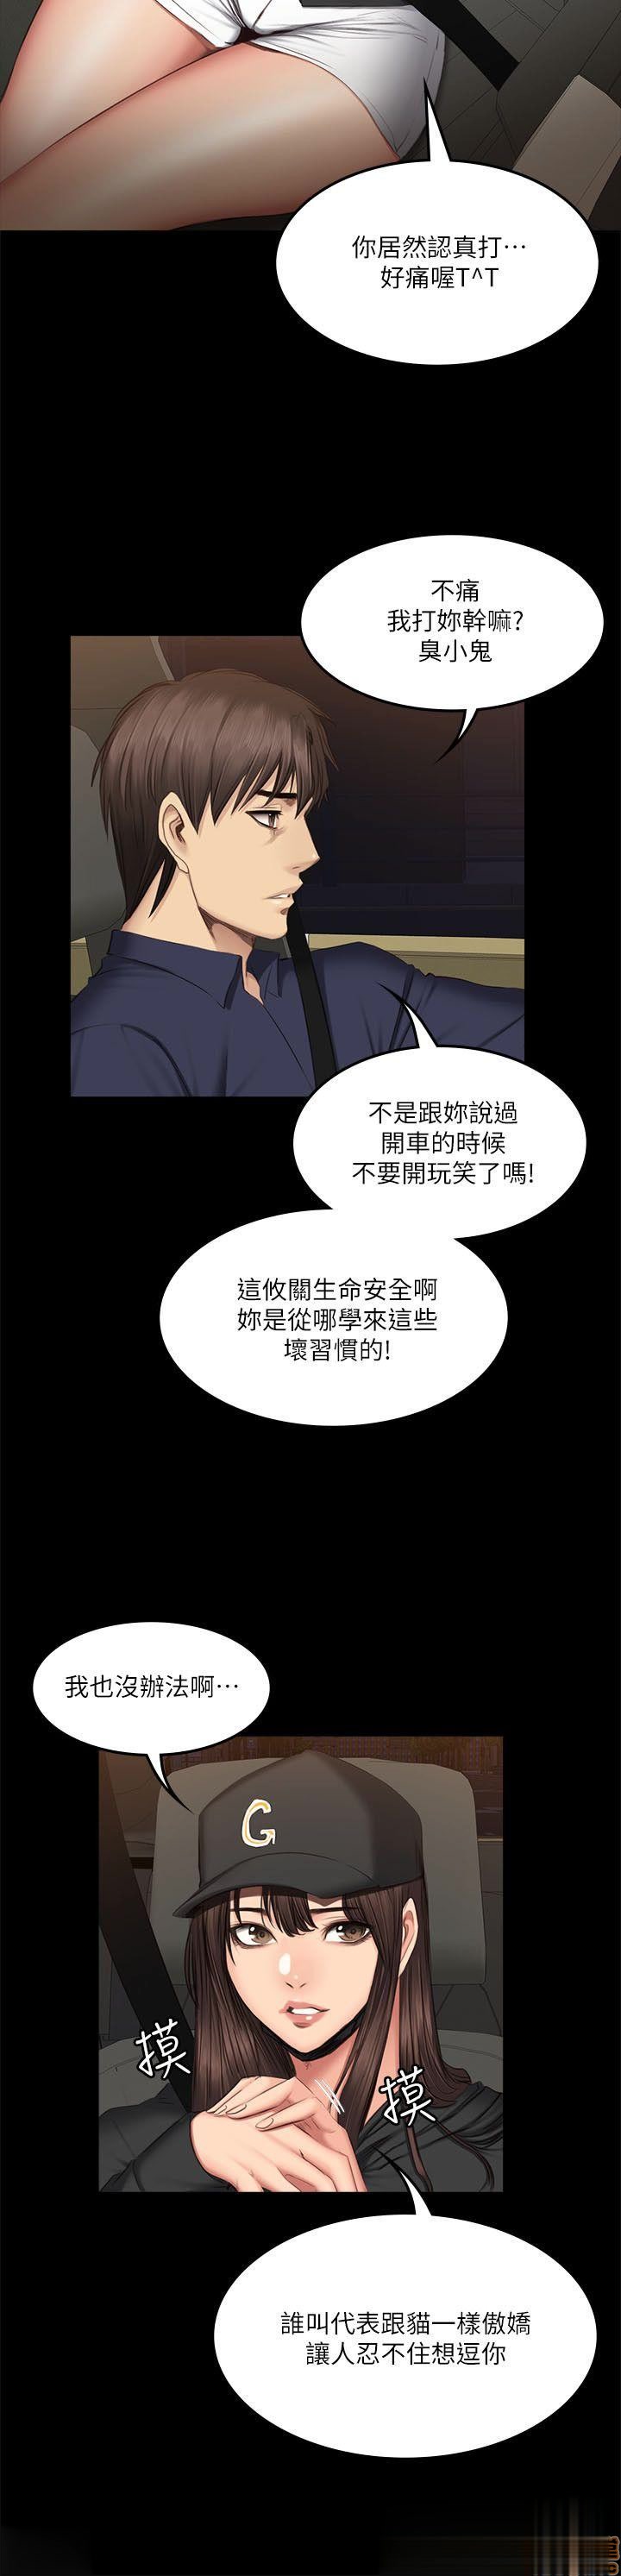 你居然認真打…
好痛喔T^T
不痛
我打妳幹嘛?
臭小鬼
不是跟妳說過
開車的時候
不要開玩笑了嗎!
這攸關生命安全啊
妳是從哪學來這些
壞習慣的!
我也沒辦法啊…
G
摸
摸
誰叫代表跟貓一樣傲嬌
讓人忍不住想逗你